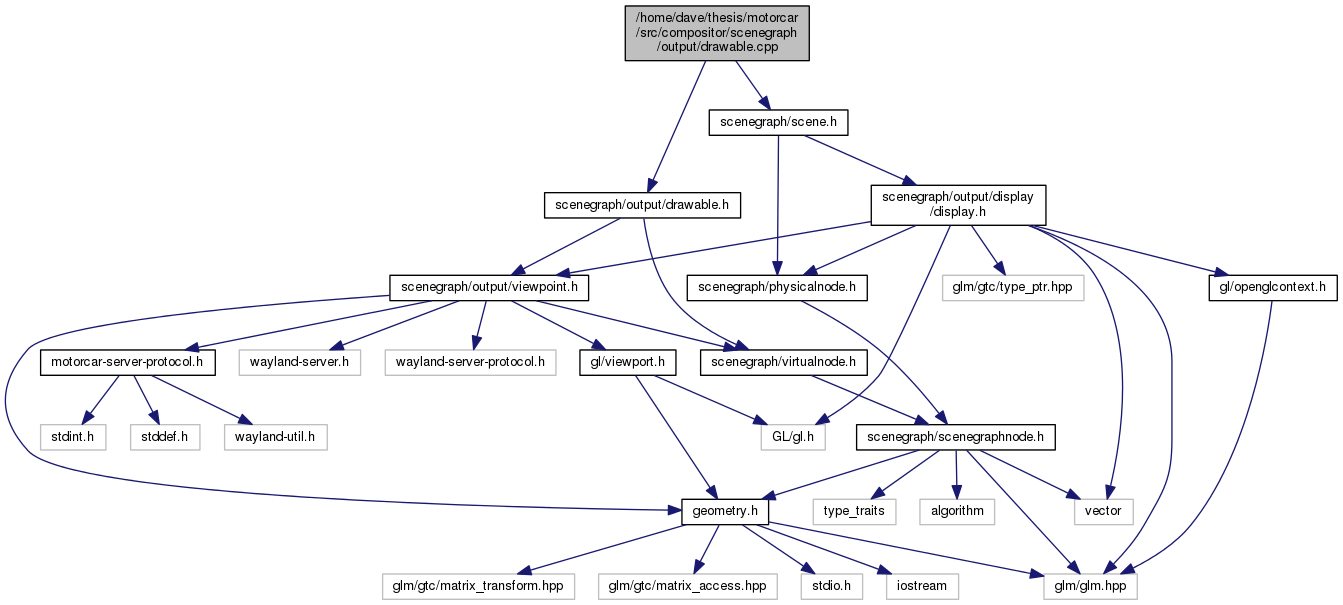 /home/dave/thesis/motorcar
/src/compositor/scenegraph
/output/drawable.cpp
scenegraph/scene.h
scenegraph/output/drawable.h
scenegraph/output/display
/display.h
scenegraph/output/viewpoint.h
scenegraph/physicalnode.h
glm/gtc/type_ptr.hpp
gl/openglcontext.h
motorcar-server-protocol.h
wayland-server.h
wayland-server-protocol.h
gl/viewport.h
scenegraph/virtualnode.h
stdint.h
stddef.h
wayland-util.h
GL/gl.h
scenegraph/scenegraphnode.h
geometry.h
type_traits
algorithm
vector
glm/gtc/matrix_transform.hpp
glm/gtc/matrix_access.hpp
stdio.h
iostream
glm/glm.hpp